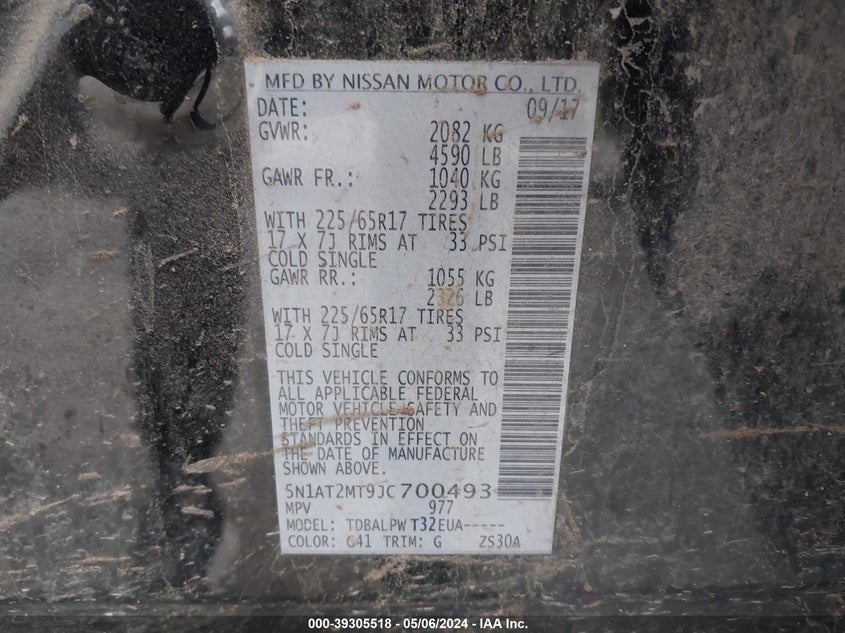 MFD BY NISSAN MOTOR CO., LTD.
DATE: 09/17
GVWR: 2082 KG
4590 LB
GAWR FR.: 1040 KG
2293 LB
WITH 225/65R17 TIRES
17 X 7J RIMS AT 33 PSI
COLD SINGLE
GAWR RR.: 1055 KG
2326 LB
WITH 225/65R17 TIRES
17 X 7J RIMS AT 33 PSI
COLD SINGLE
THIS VEHICLE CONFORMS TO
ALL APPLICABLE FEDERAL
MOTOR VEHICLE SAFETY AND
THEFT PREVENTION
STANDARDS IN EFFECT ON
THE DATE OF MANUFACTURE
SHOWN ABOVE.
5N1AT2MT9JC700493
MPV 977
MODEL: TDBALPW T32EUA-----
COLOR: G41 TRIM: G ZS30A
000-39305518 - 05/06/2024 - IAA Inc.